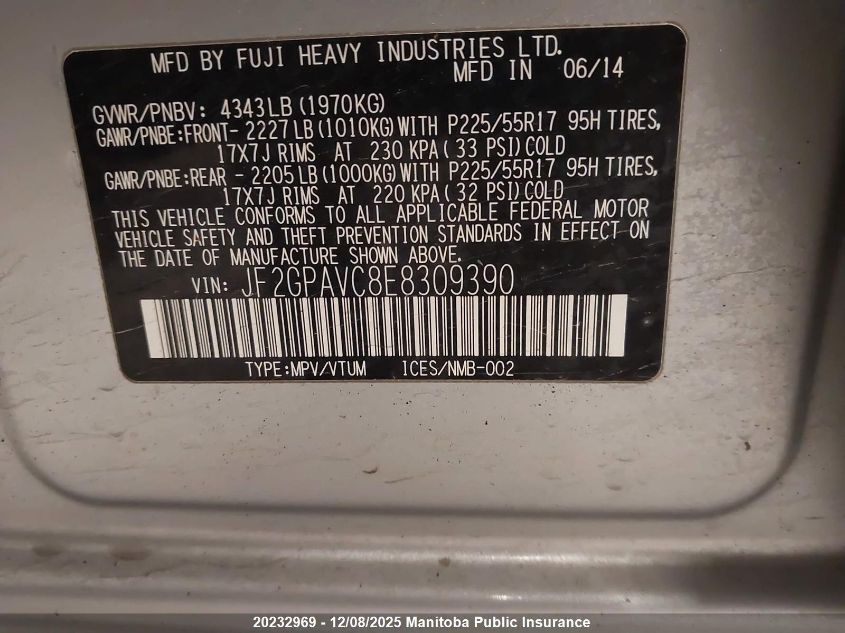 MFD BY FUJI HEAVY INDUSTRIES LTD.
MFD IN 06/14
GVWR/PNBV: 4343LB (1970KG)
GAWR/PNBE:FRONT- 2227LB(1010KG)WITH P225/55R17 95H TIRES,
17X7J RIMS AT 230 KPA( 33 PSI)COLD
GAWR/PNBE:REAR - 2205LB(1000KG)WITH P225/55R17 95H TIRES,
17X7J RIMS AT 220 KPA( 32 PSI)COLD
THIS VEHICLE CONFORMS TO ALL APPLICABLE FEDERAL MOTOR
VEHICLE SAFETY AND THEFT PREVENTION STANDARDS IN EFFECT ON
THE DATE OF MANUFACTURE SHOWN ABOVE.
VIN: JF2GPAVC8E8309390
TYPE:MPV/VTUM ICES/NMB-002
20232969 - 12/08/2025 Manitoba Public Insurance